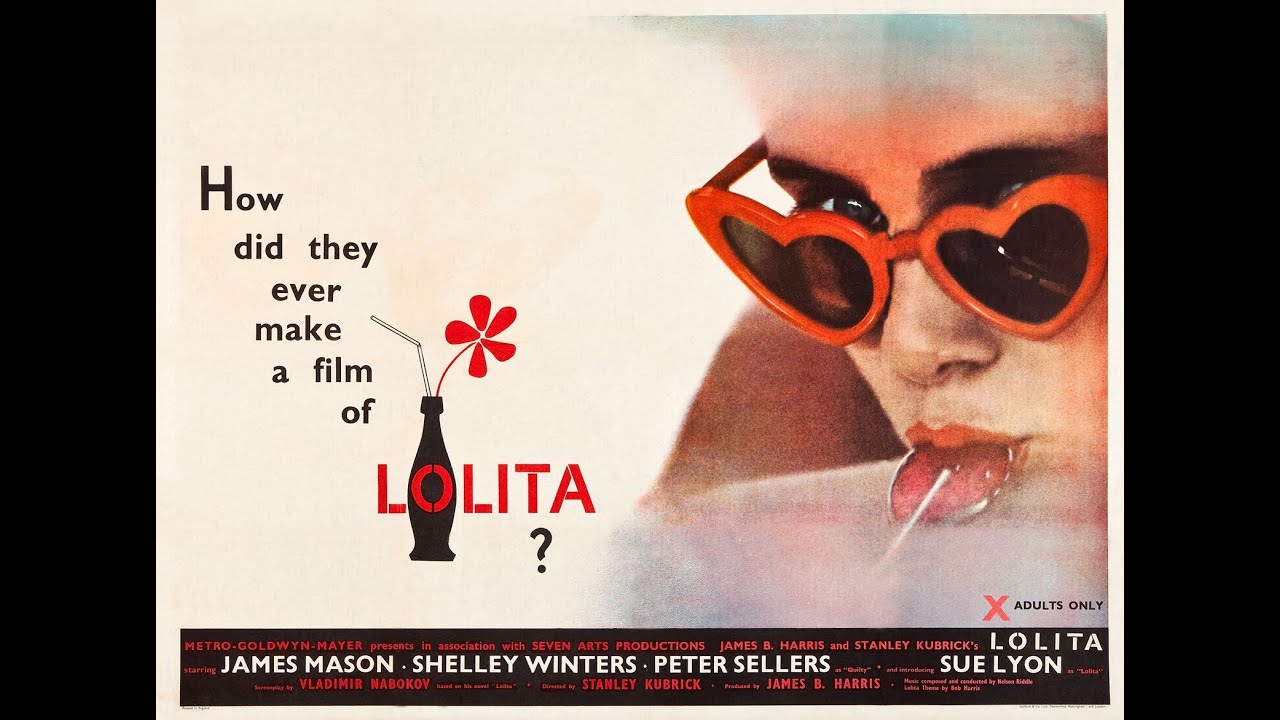 How
did they
ever
make
a film
of
LOLITA
?
X ADULTS ONLY
METRO-GOLDWYN-MAYER presents in association with SEVEN ARTS PRODUCTIONS JAMES B. HARRIS and STANLEY KUBRICK'S LOLITA
starring JAMES MASON · SHELLEY WINTERS · PETER SELLERS as "Quilty" · and introducing SUE LYON as "Lolita"
Screenplay by VLADIMIR NABOKOV based on his novel "Lolita" · Directed by STANLEY KUBRICK · Produced by JAMES B. HARRIS · Music composed and conducted by Nelson Riddle
Lolita Theme by Bob Harris
Printed in England